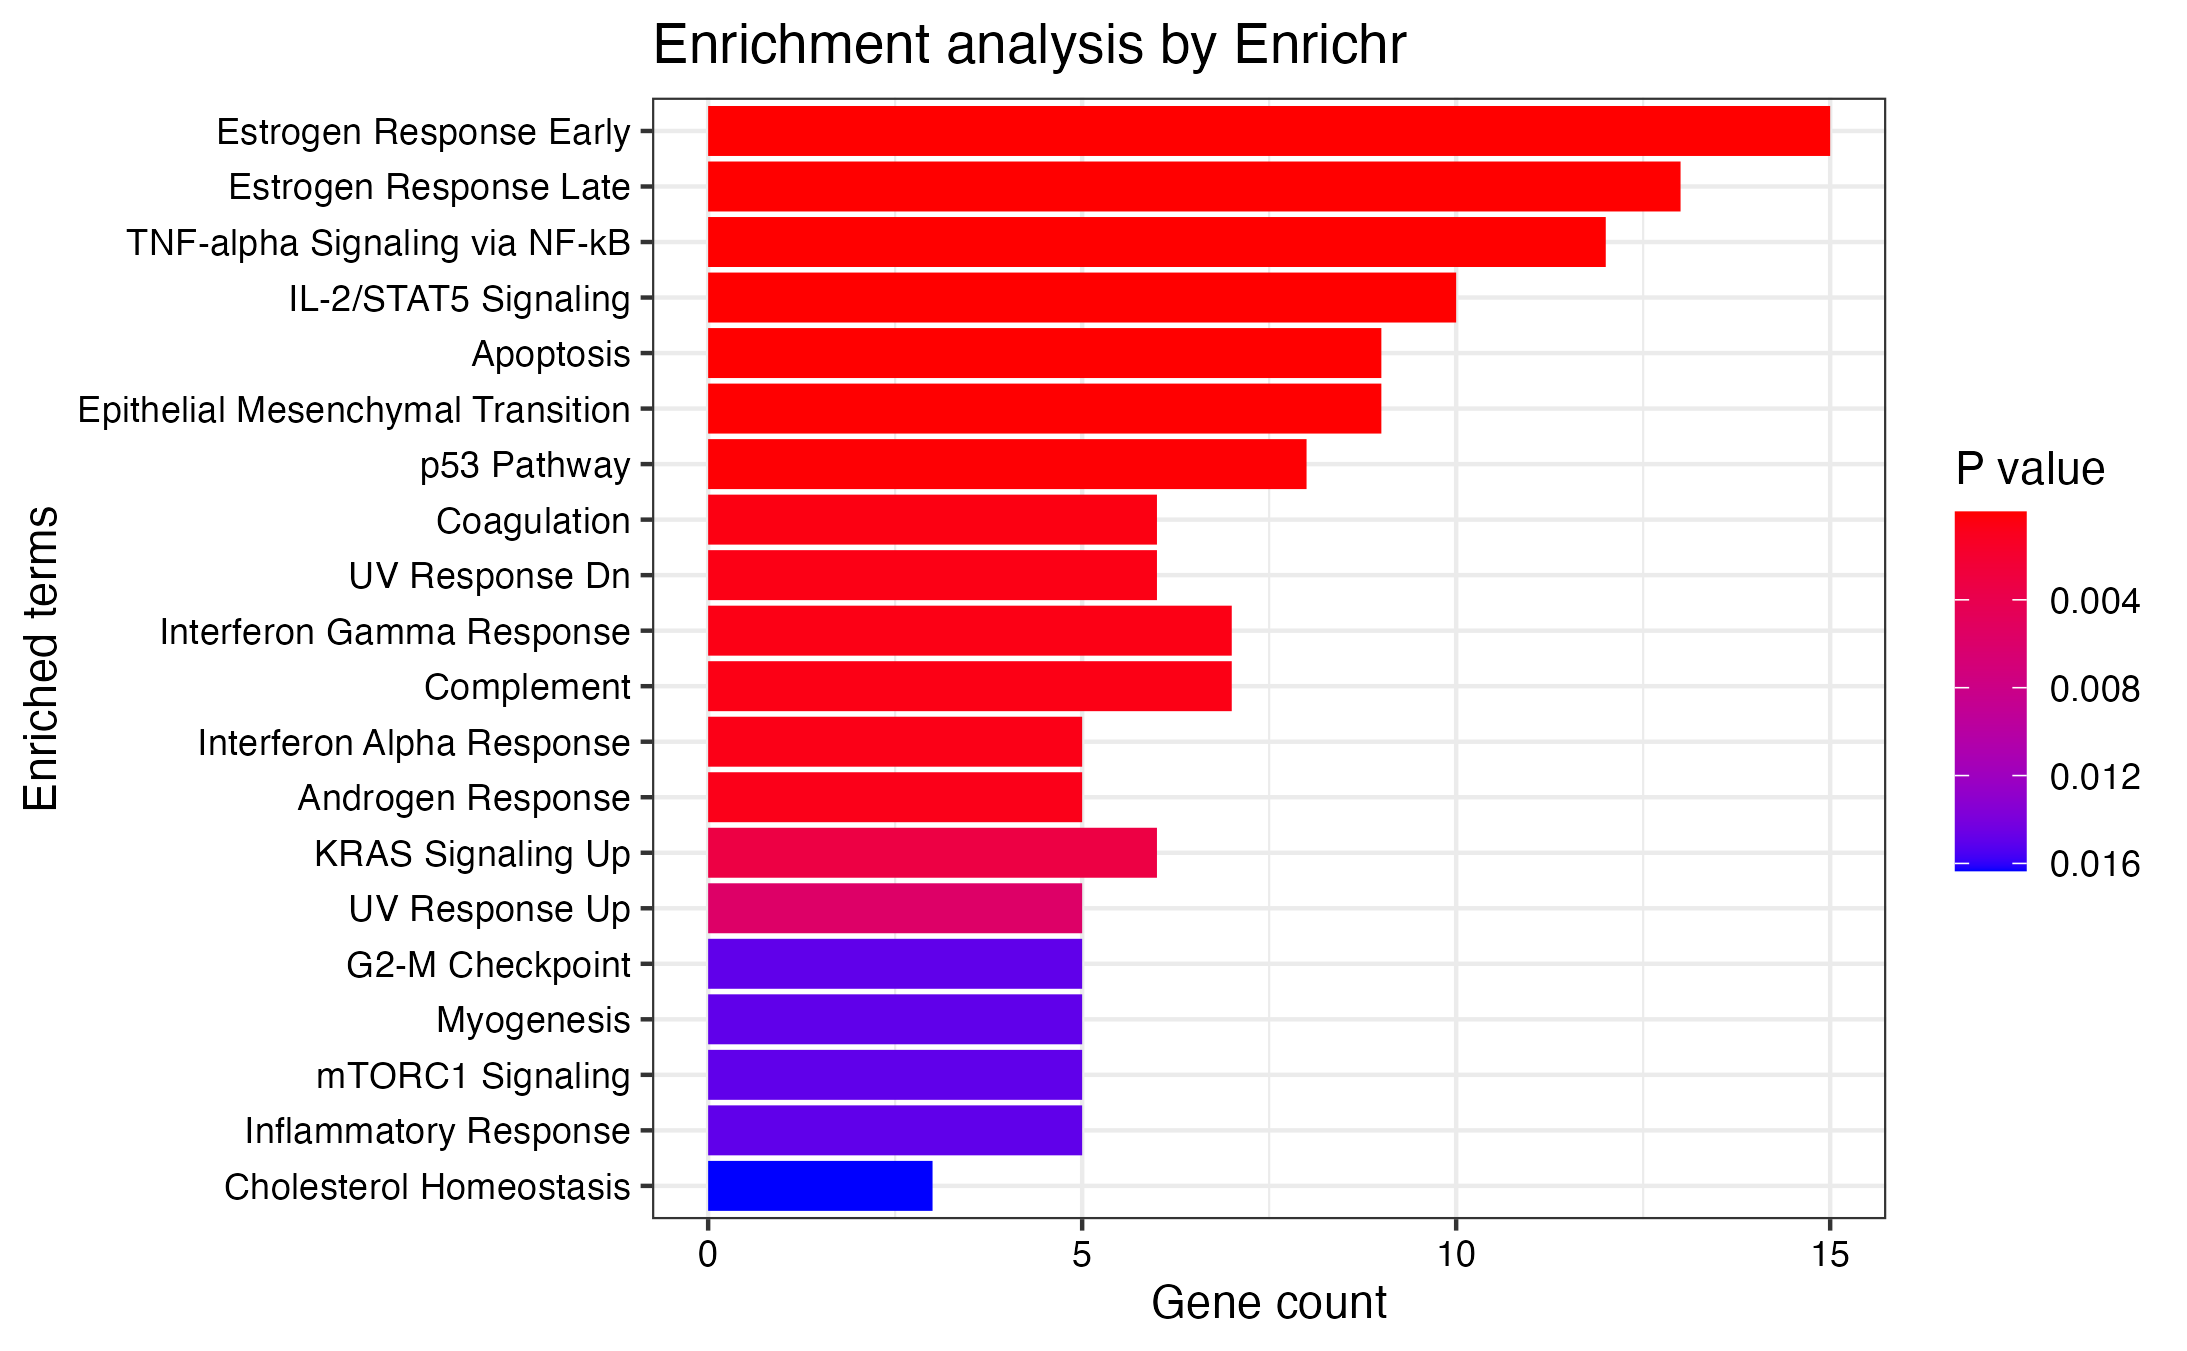 Enrichment analysis by Enrichr
Enriched terms
Estrogen Response Early
Estrogen Response Late
TNF-alpha Signaling via NF-kB
IL-2/STAT5 Signaling
Apoptosis
Epithelial Mesenchymal Transition
p53 Pathway
Coagulation
UV Response Dn
Interferon Gamma Response
Complement
Interferon Alpha Response
Androgen Response
KRAS Signaling Up
UV Response Up
G2-M Checkpoint
Myogenesis
mTORC1 Signaling
Inflammatory Response
Cholesterol Homeostasis
0 5 10 15
Gene count
P value
0.004
0.008
0.012
0.016